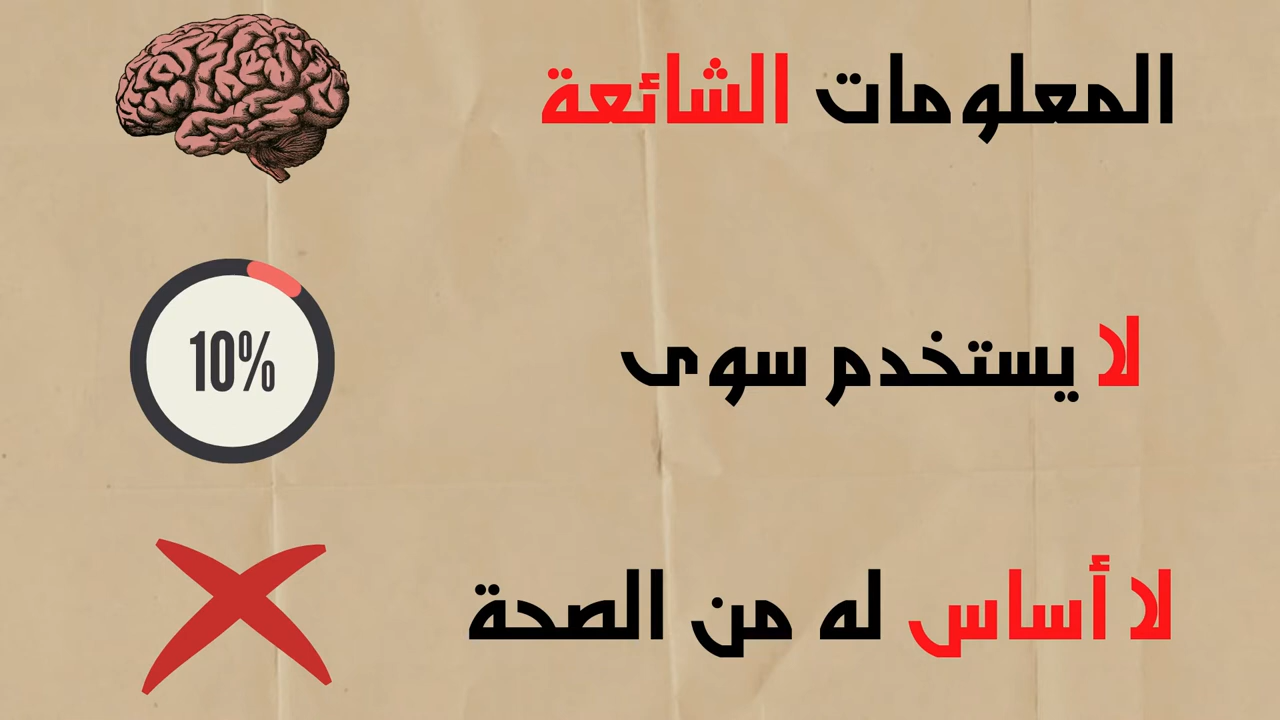 المعلومات الشائعة
لا يستخدم سوى
10%
لا أساس له من الصحة